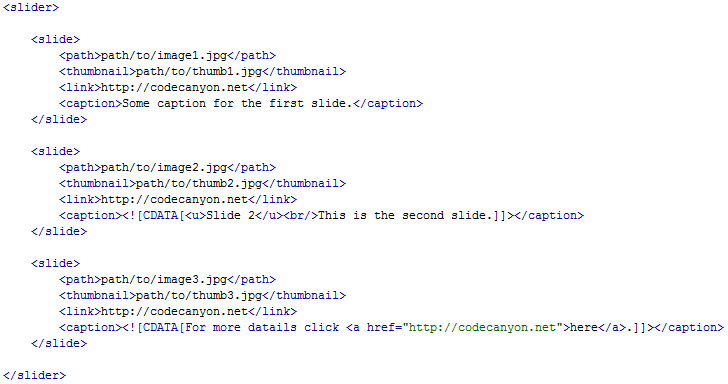 <slider>
<slide>
<path>path/to/image1.jpg</path>
<thumbnail>path/to/thumb1.jpg</thumbnail>
<link>http://codecanyon.net</link>
<caption>Some caption for the first slide.</caption>
</slide>
<slide>
<path>path/to/image2.jpg</path>
<thumbnail>path/to/thumb2.jpg</thumbnail>
<link>http://codecanyon.net</link>
<caption><![CDATA[<u>Slide 2</u><br/>This is the second slide.]]></caption>
</slide>
<slide>
<path>path/to/image3.jpg</path>
<thumbnail>path/to/thumb3.jpg</thumbnail>
<link>http://codecanyon.net</link>
<caption><![CDATA[For more datails click <a href="http://codecanyon.net">here</a>.]]></caption>
</slide>
</slider>